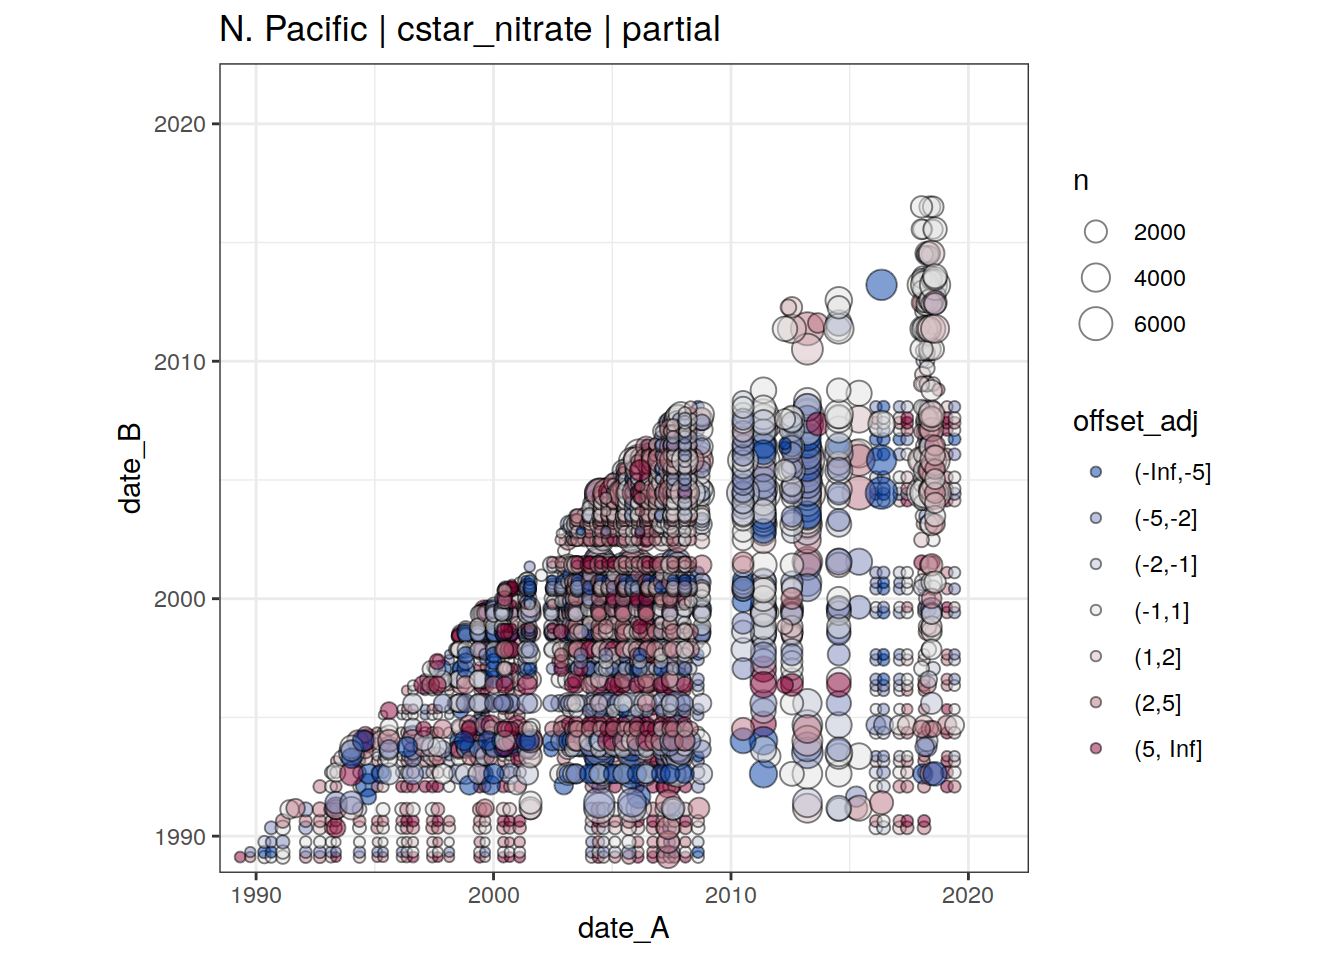 N. Pacific | cstar_nitrate | partial
2020
2010
2000
1990
date_B
1990
2000
2010
2020
date_A
n
2000
4000
6000
offset_adj
(-Inf,-5]
(-5,-2]
(-2,-1]
(-1,1]
(1,2]
(2,5]
(5, Inf]